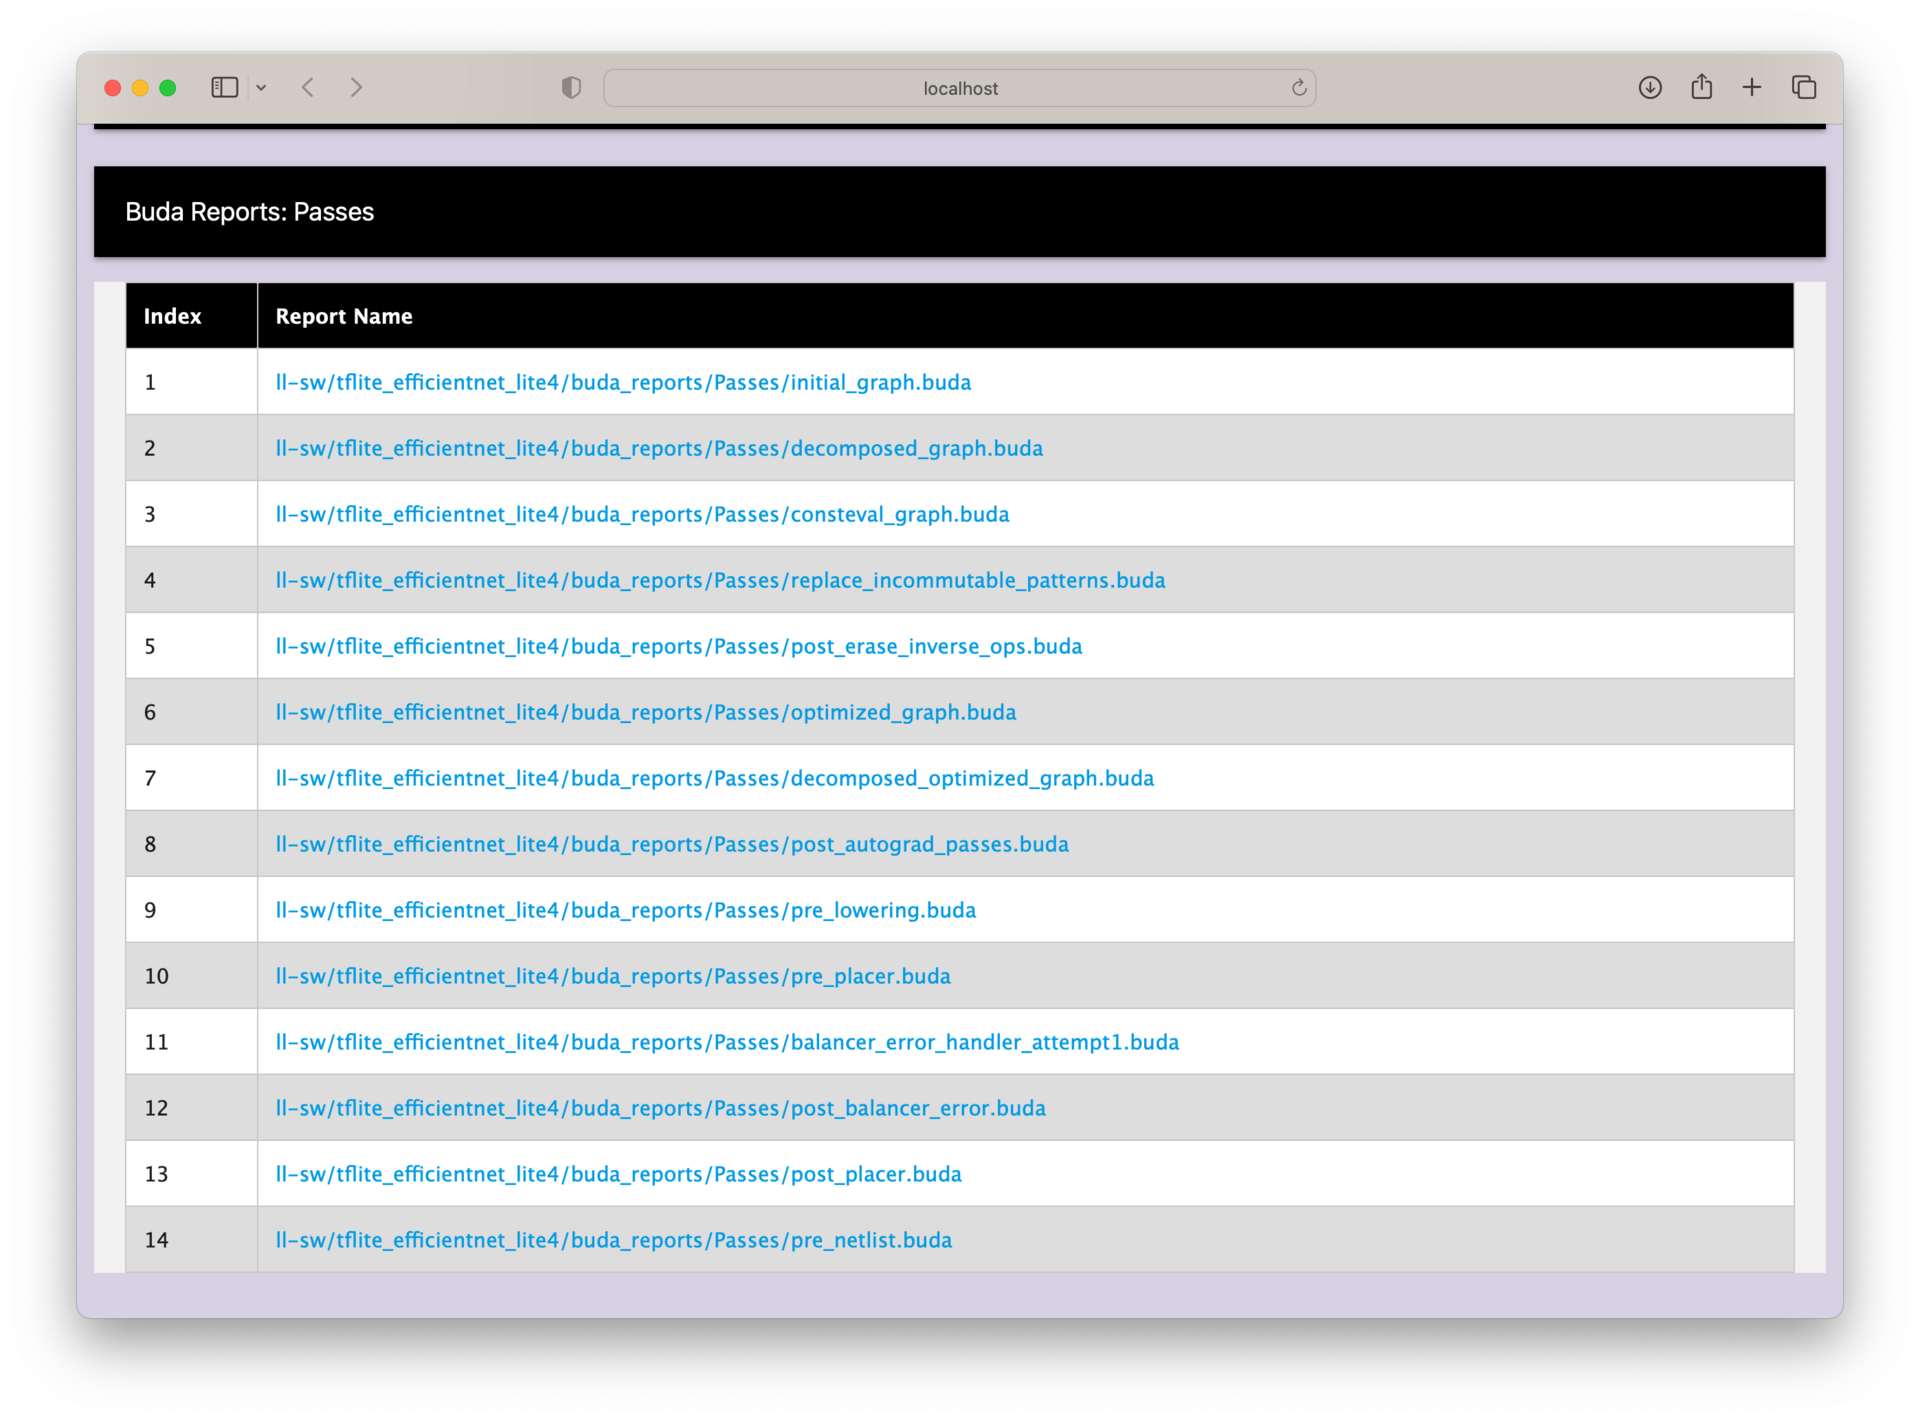 localhost
Buda Reports: Passes
Index Report Name
1 ll-sw/tflite_efficientnet_lite4/buda_reports/Passes/initial_graph.buda
2 ll-sw/tflite_efficientnet_lite4/buda_reports/Passes/decomposed_graph.buda
3 ll-sw/tflite_efficientnet_lite4/buda_reports/Passes/consteval_graph.buda
4 ll-sw/tflite_efficientnet_lite4/buda_reports/Passes/replace_incommutable_patterns.buda
5 ll-sw/tflite_efficientnet_lite4/buda_reports/Passes/post_erase_inverse_ops.buda
6 ll-sw/tflite_efficientnet_lite4/buda_reports/Passes/optimized_graph.buda
7 ll-sw/tflite_efficientnet_lite4/buda_reports/Passes/decomposed_optimized_graph.buda
8 ll-sw/tflite_efficientnet_lite4/buda_reports/Passes/post_autograd_passes.buda
9 ll-sw/tflite_efficientnet_lite4/buda_reports/Passes/pre_lowering.buda
10 ll-sw/tflite_efficientnet_lite4/buda_reports/Passes/pre_placer.buda
11 ll-sw/tflite_efficientnet_lite4/buda_reports/Passes/balancer_error_handler_attempt1.buda
12 ll-sw/tflite_efficientnet_lite4/buda_reports/Passes/post_balancer_error.buda
13 ll-sw/tflite_efficientnet_lite4/buda_reports/Passes/post_placer.buda
14 ll-sw/tflite_efficientnet_lite4/buda_reports/Passes/pre_netlist.buda